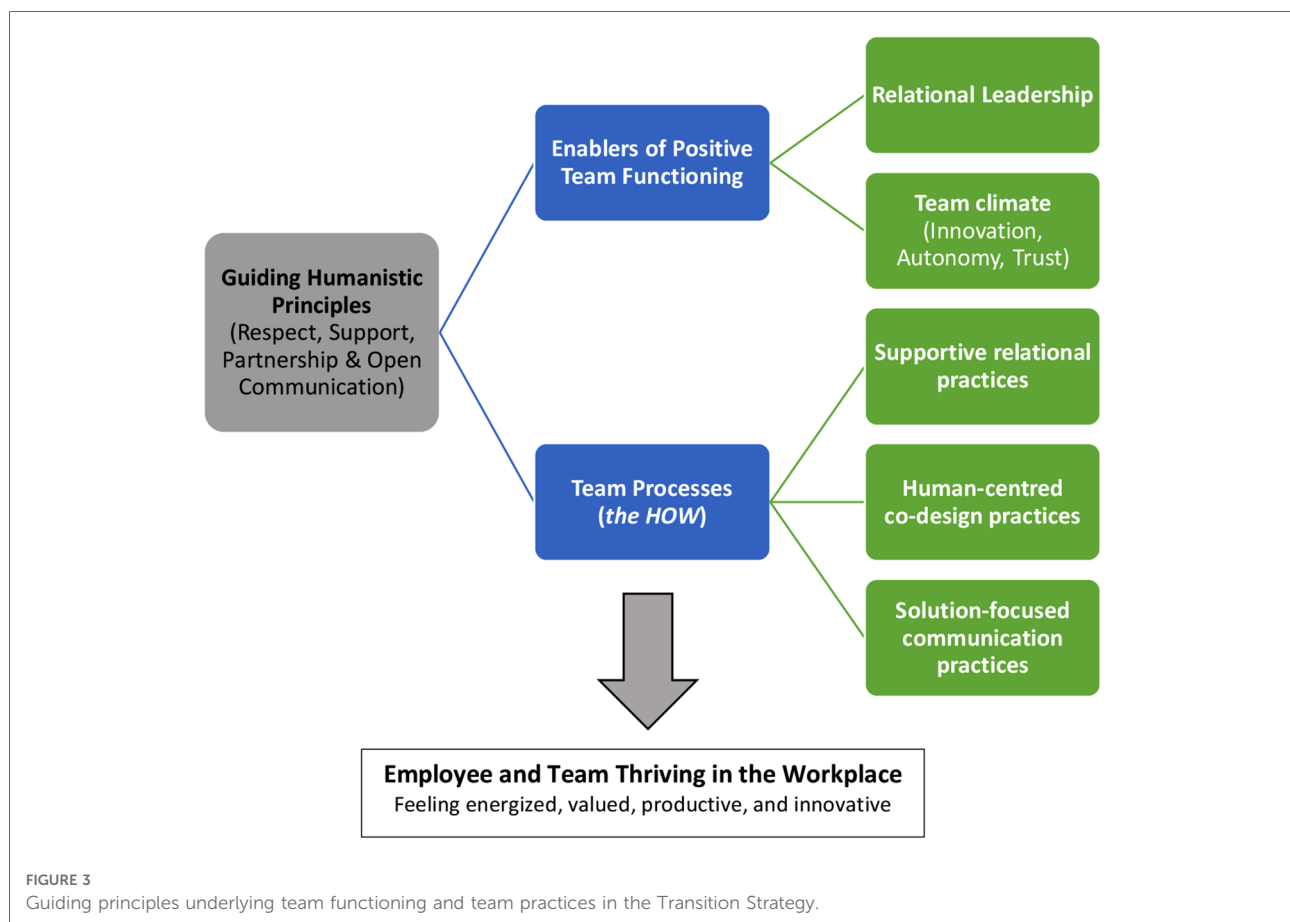 Guiding Humanistic
Principles
(Respect, Support,
Partnership & Open
Communication)
Enablers of Positive
Team Functioning
Relational Leadership
Team climate
(Innovation,
Autonomy, Trust)
Team Processes
(the HOW)
Supportive relational
practices
Human-centred
co-design practices
Solution-focused
communication
practices
Employee and Team Thriving in the Workplace
Feeling energized, valued, productive, and innovative
FIGURE 3
Guiding principles underlying team functioning and team practices in the Transition Strategy.